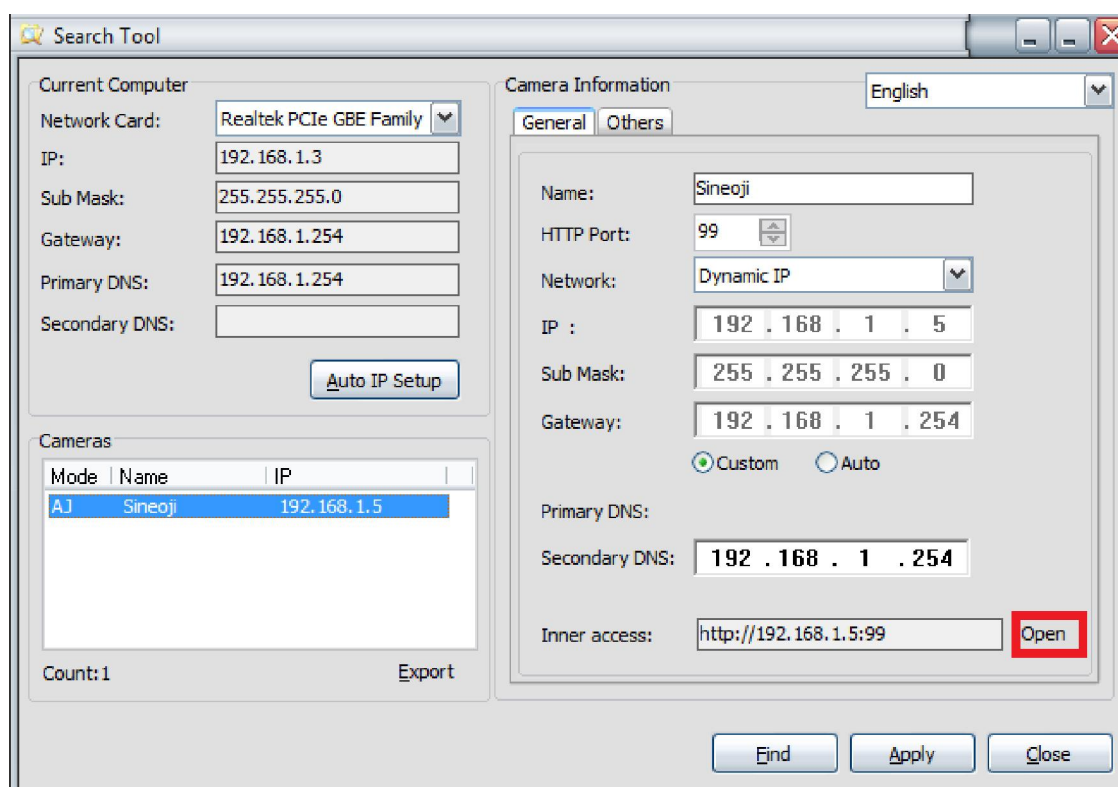 Search Tool
Current Computer
Network Card: Realtek PCIe GBE Family
IP: 192.168.1.3
Sub Mask: 255.255.255.0
Gateway: 192.168.1.254
Primary DNS: 192.168.1.254
Secondary DNS:
Auto IP Setup
Cameras
Mode Name IP
AJ Sineoji 192.168.1.5
Count:1 Export
Camera Information
English
General Others
Name: Sineoji
HTTP Port: 99
Network: Dynamic IP
IP : 192 . 168 . 1 . 5
Sub Mask: 255 . 255 . 255 . 0
Gateway: 192 . 168 . 1 . 254
Custom Auto
Primary DNS:
Secondary DNS: 192 . 168 . 1 . 254
Inner access: http://192.168.1.5:99 Open
Find Apply Close